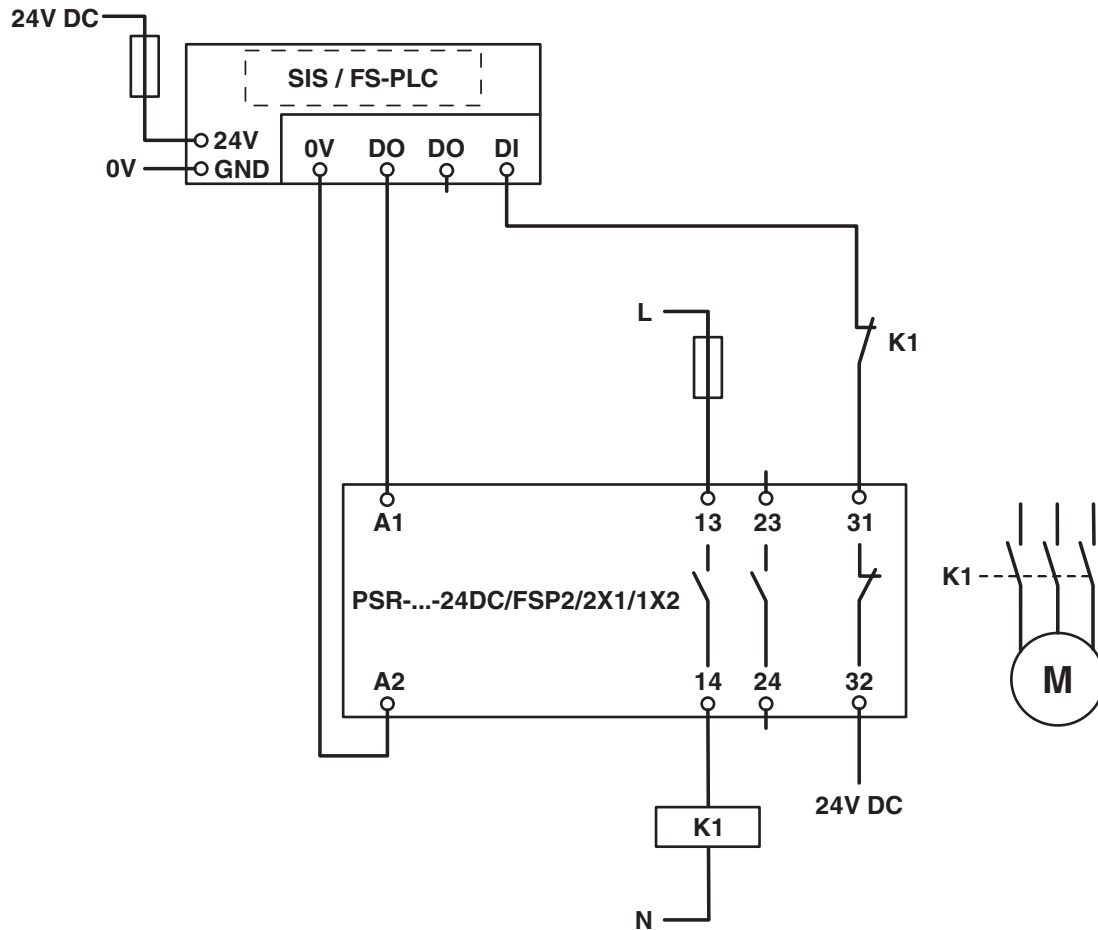 24V DC
SIS / FS-PLC
24V
0V
GND
0V DO DO DI
L
K1
A1 13 23 31
K1
PSR-...-24DC/FSP2/2X1/1X2
M
A2 14 24 32
24V DC
K1
N